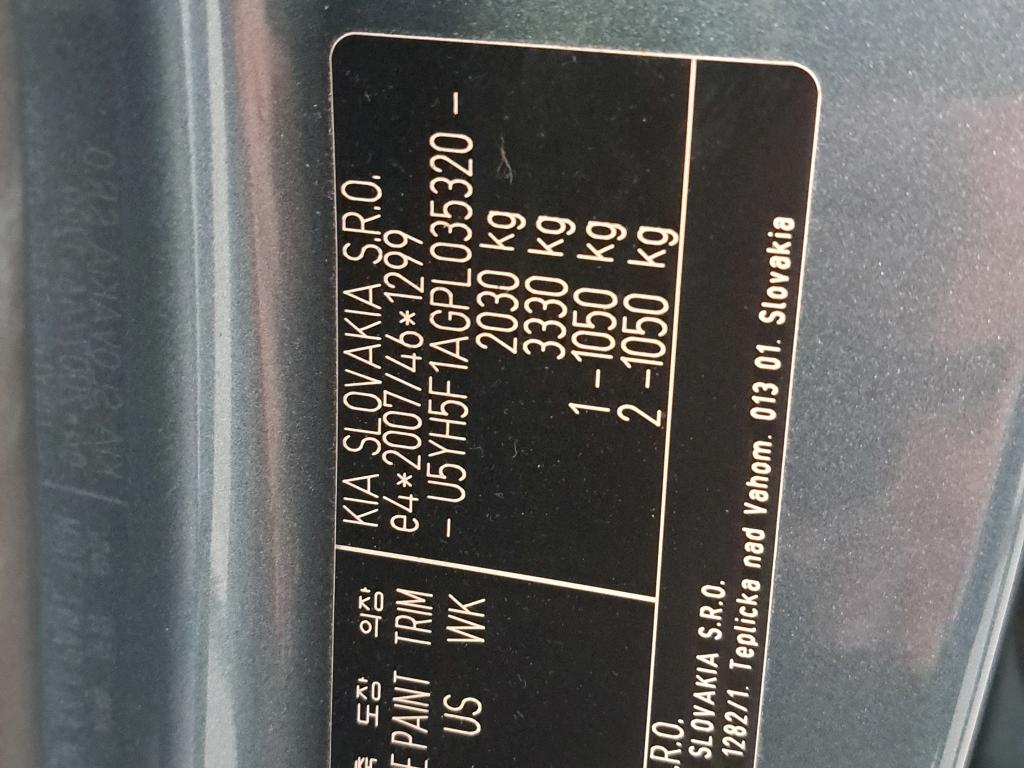 KIA SLOVAKIA S.R.O.
e4*2007/46*1299
- U5YH5F1AGPL035320 -
2030 kg
3330 kg
1 -1050 kg
2 -1050 kg
도장 의장
PAINT TRIM
US WK
S.R.O.
SLOVAKIA S.R.O.
1282/1. Teplicka nad Vahom. 013 01. Slovakia